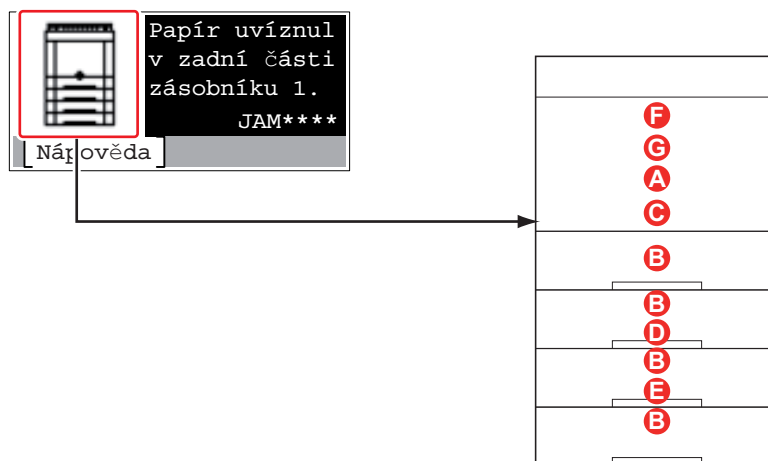 Papír uvíznul
v zadní části
zásobníku 1.
JAM****
[Nápověda]
F
G
A
C
B
B
D
B
E
B